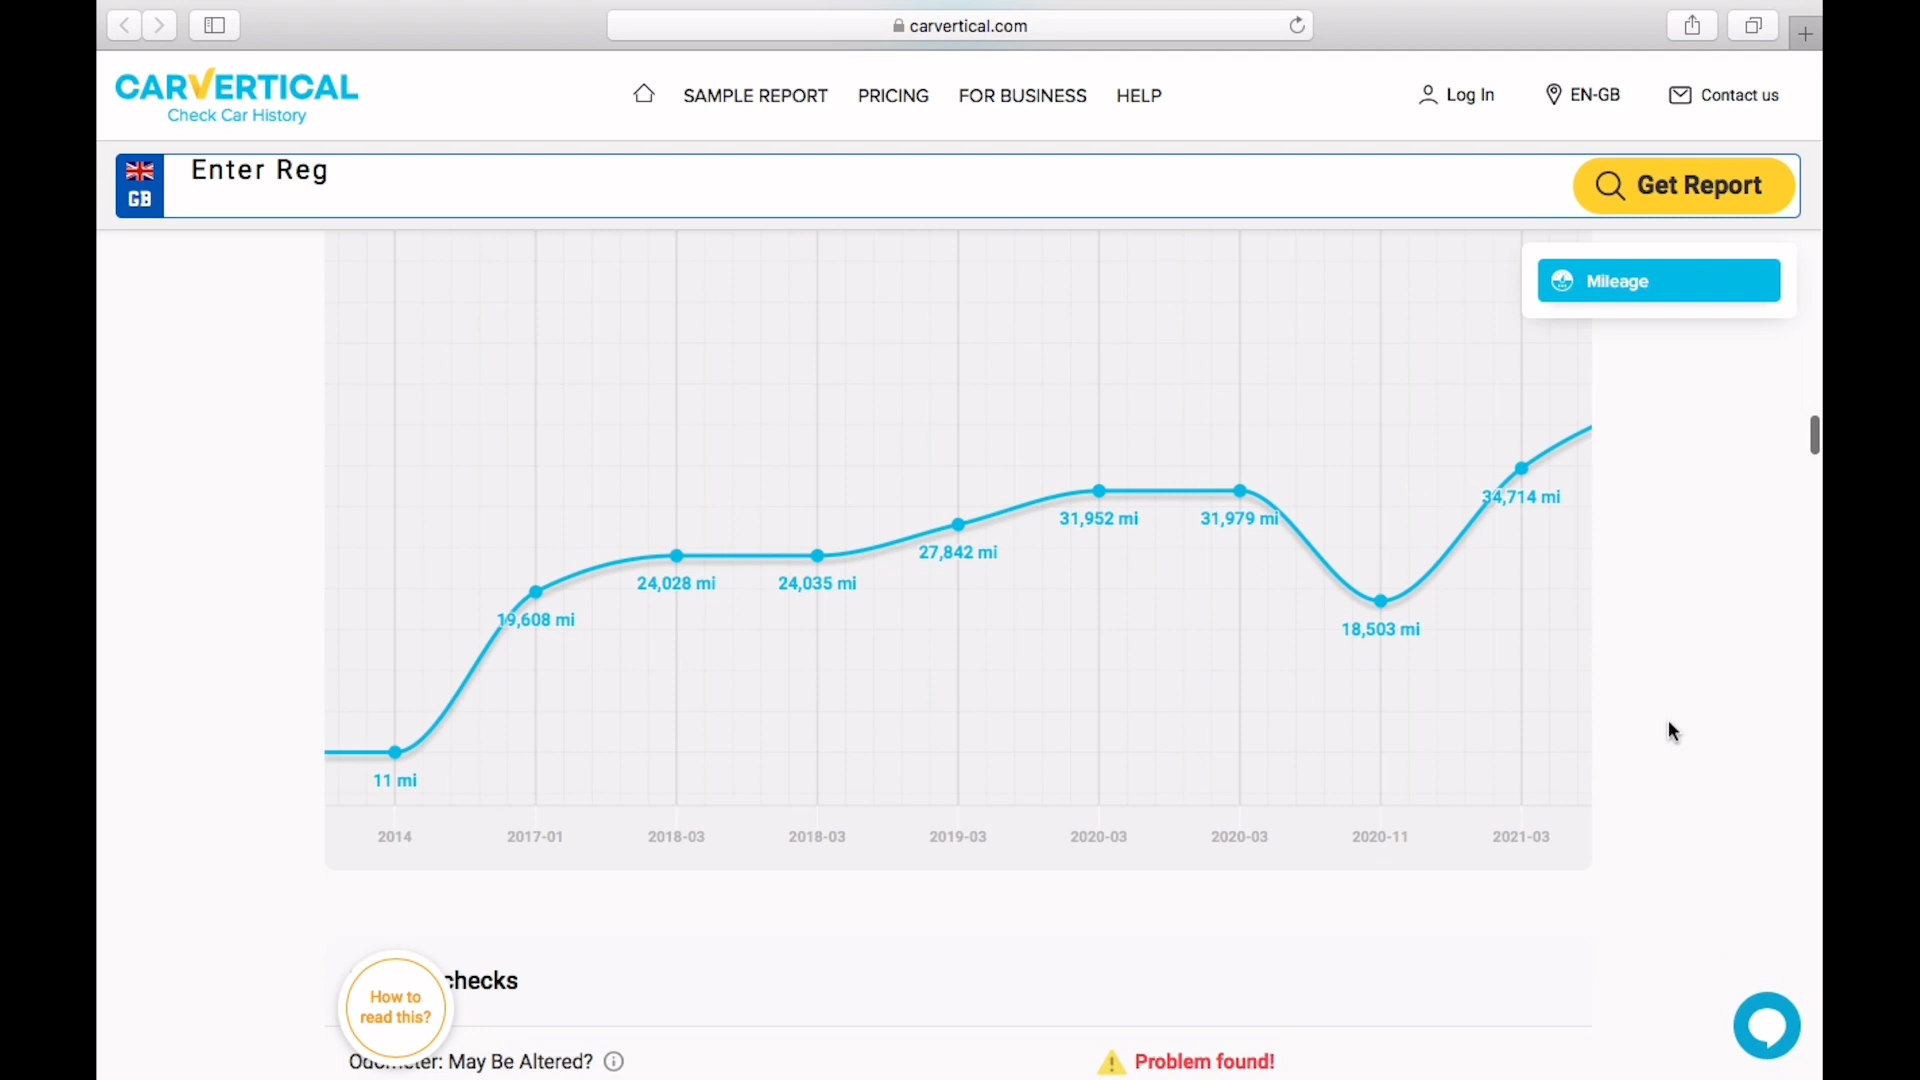 carvertical.com
CARVERTICAL
Check Car History
SAMPLE REPORT
PRICING
FOR BUSINESS
HELP
Log In
EN-GB
Contact us
GB
Enter Reg
Get Report
Mileage
11 mi
19,608 mi
24,028 mi
24,035 mi
27,842 mi
31,952 mi
31,979 mi
18,503 mi
34,714 mi
2014
2017-01
2018-03
2018-03
2019-03
2020-03
2020-03
2020-11
2021-03
checks
How to
read this?
May Be Altered?
Problem found!